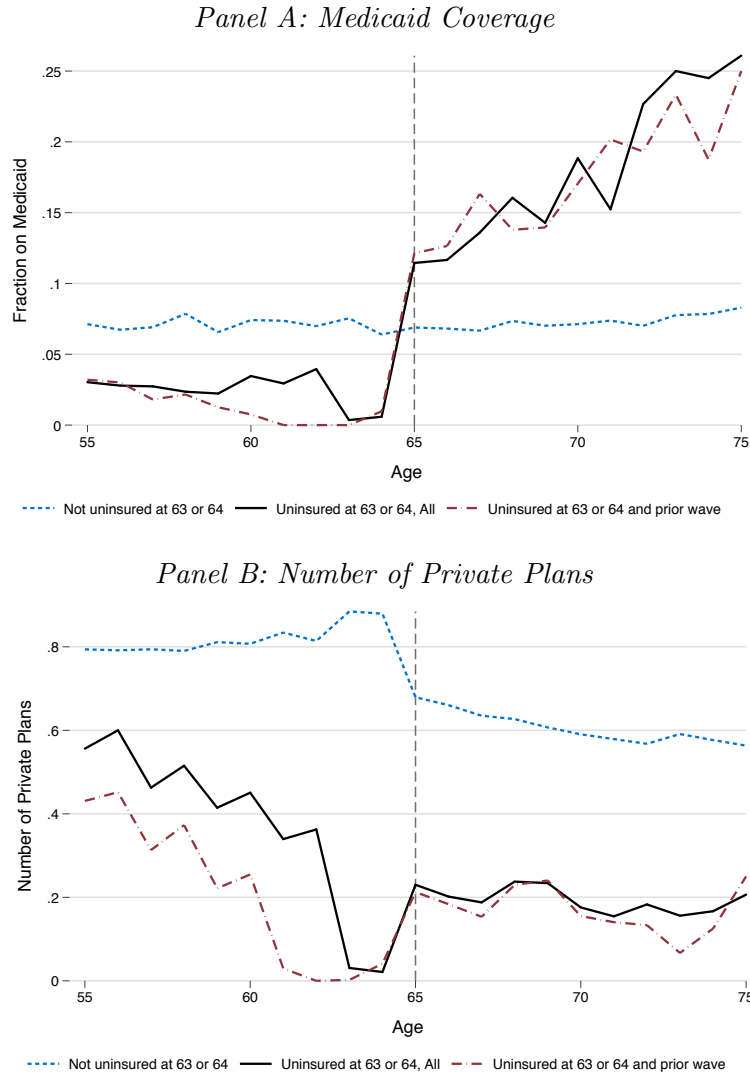 Panel A: Medicaid Coverage
.25
.2
.15
.1
.05
0
Fraction on Medicaid
55 60 65 70 75
Age
Not uninsured at 63 or 64 Uninsured at 63 or 64, All Uninsured at 63 or 64 and prior wave
Panel B: Number of Private Plans
.8
.6
.4
.2
0
Number of Private Plans
55 60 65 70 75
Age
Not uninsured at 63 or 64 Uninsured at 63 or 64, All Uninsured at 63 or 64 and prior wave